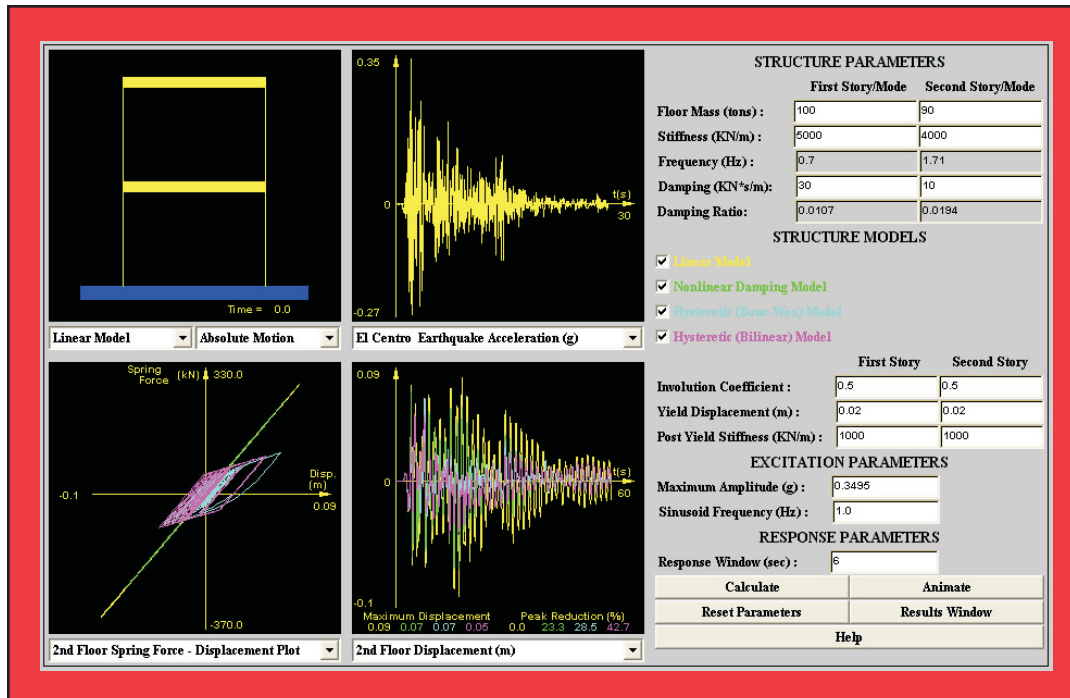 Time = 0.0
Linear Model
Absolute Motion
0.35
0
t(s)
30
-0.27
El Centro Earthquake Acceleration (g)
Spring
Force (kN) 330.0
Disp.
(m)
-0.1
0.09
-370.0
2nd Floor Spring Force - Displacement Plot
0.09
0
t(s)
60
-0.1
Maximum Displacement Peak Reduction (%)
0.09 0.07 0.07 0.05 0.0 23.3 28.5 42.7
2nd Floor Displacement (m)
STRUCTURE PARAMETERS
First Story/Mode Second Story/Mode
Floor Mass (tons) : 100 90
Stiffness (KN/m) : 5000 4000
Frequency (Hz) : 0.7 1.71
Damping (KN*s/m): 30 10
Damping Ratio: 0.0107 0.0194
STRUCTURE MODELS
Linear Model
Nonlinear Damping Model
Hysteretic (Bouc-Wen) Model
Hysteretic (Bilinear) Model
First Story Second Story
Involution Coefficient : 0.5 0.5
Yield Displacement (m) : 0.02 0.02
Post Yield Stiffness (KN/m) : 1000 1000
EXCITATION PARAMETERS
Maximum Amplitude (g) : 0.3495
Sinusoid Frequency (Hz) : 1.0
RESPONSE PARAMETERS
Response Window (sec) : 6
Calculate Animate
Reset Parameters Results Window
Help